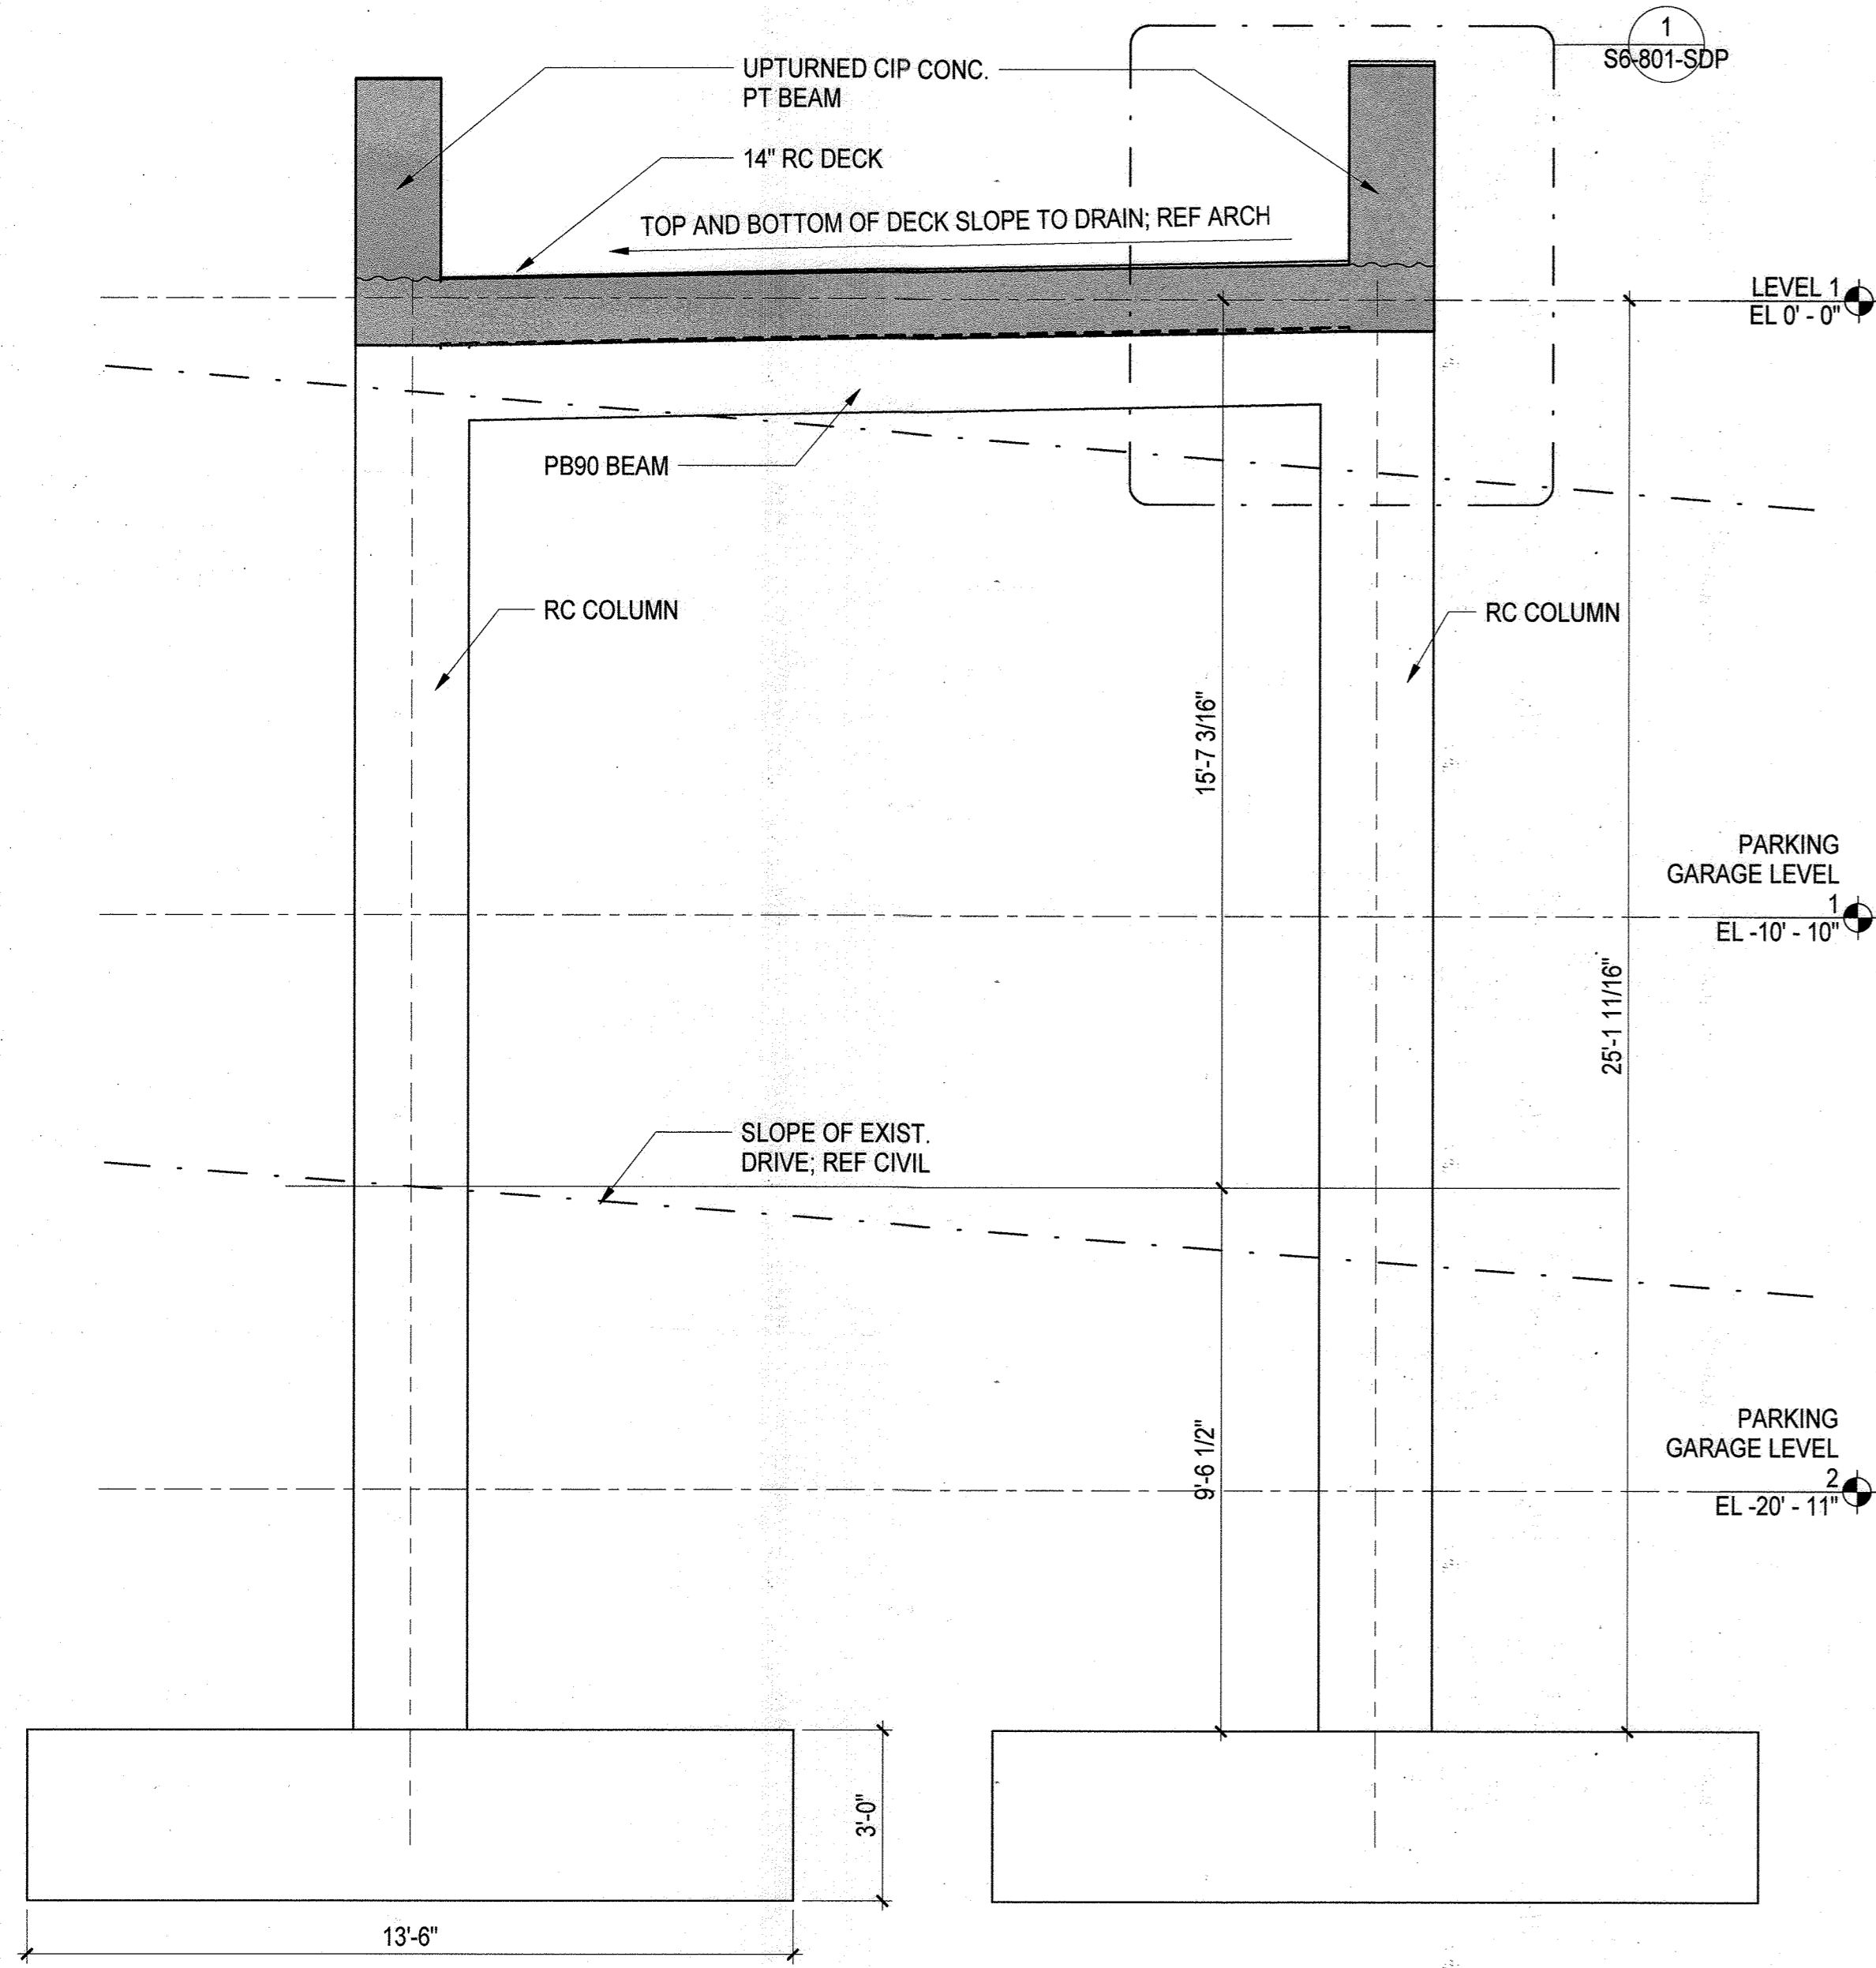 1
S6-801-SDP
UPTURNED CIP CONC.
PT BEAM
14" RC DECK
TOP AND BOTTOM OF DECK SLOPE TO DRAIN; REF ARCH
LEVEL 1
EL 0' - 0"
PB90 BEAM
RC COLUMN
RC COLUMN
15'-7 3/16"
PARKING
GARAGE LEVEL
1
EL -10' - 10"
25'-1 11/16"
SLOPE OF EXIST.
DRIVE; REF CIVIL
9'-6 1/2"
PARKING
GARAGE LEVEL
2
EL -20' - 11"
3'-0"
13'-6"